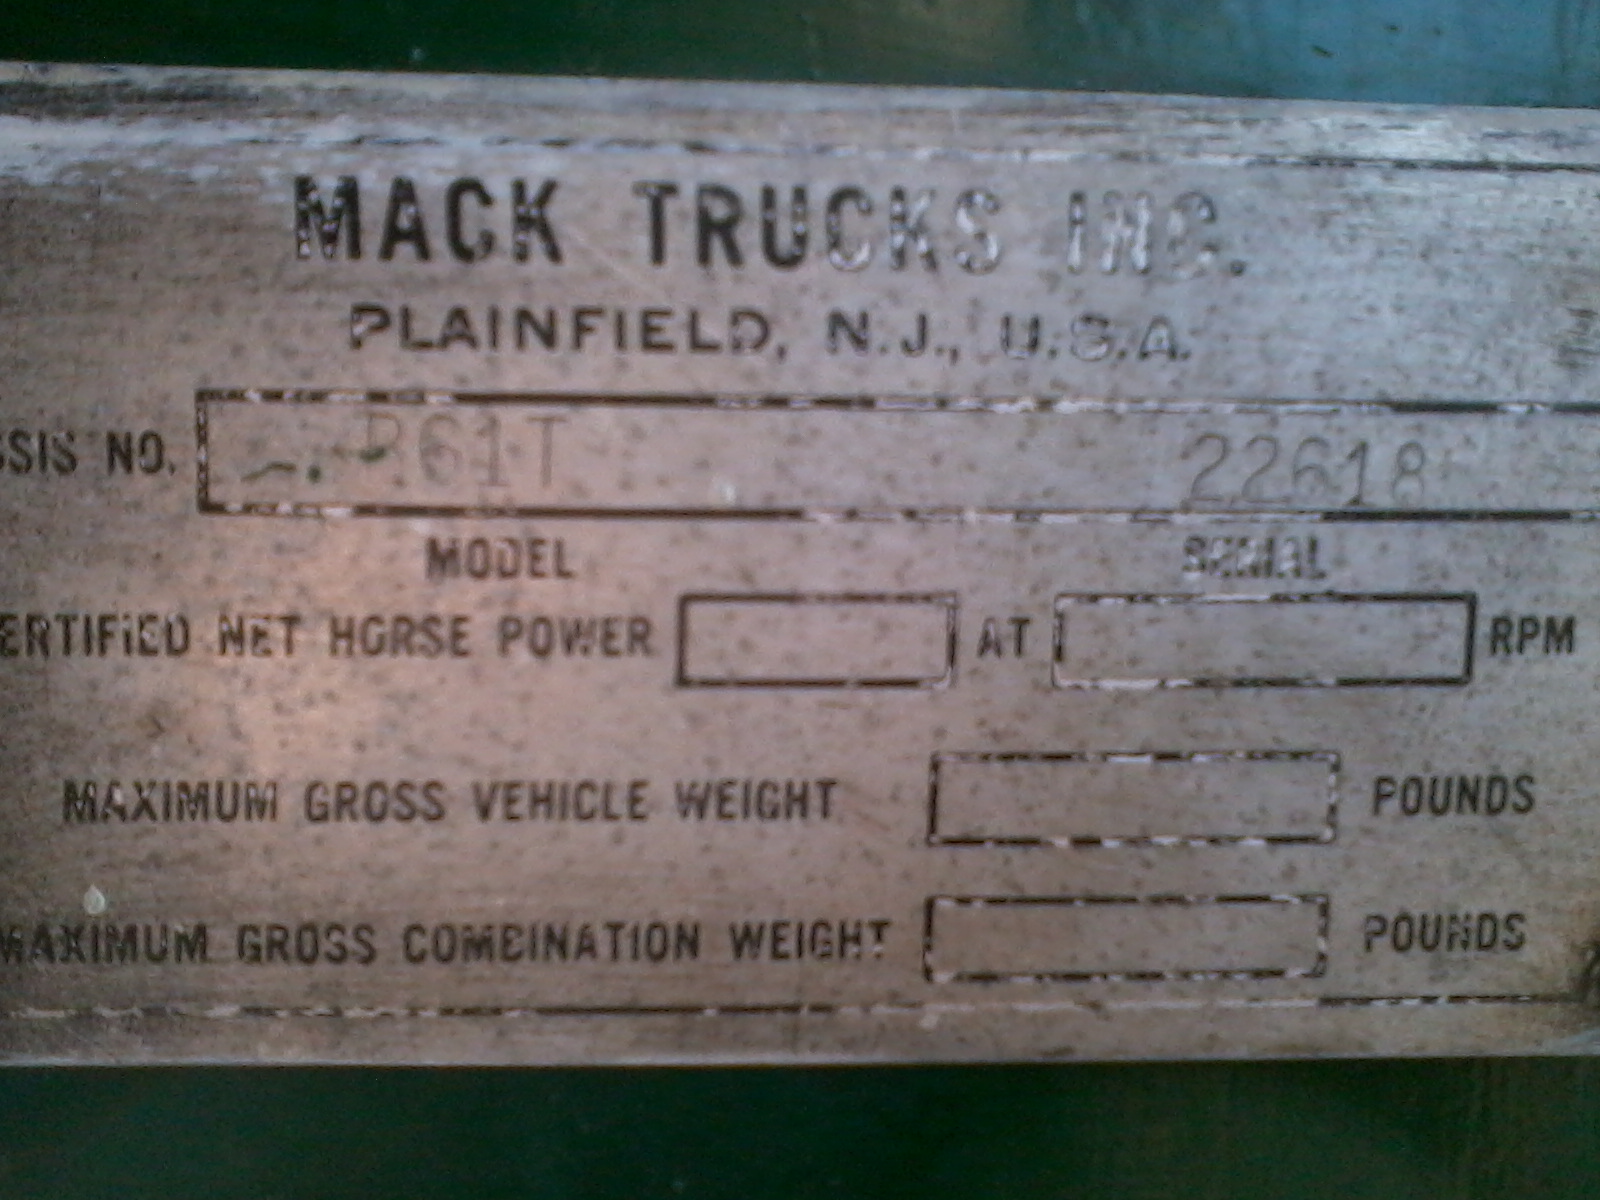 MACK TRUCKS INC.
PLAINFIELD, N.J., U.S.A.
SSIS NO. B61T 22618
MODEL SERIAL
ERTIFIED NET HORSE POWER AT RPM
MAXIMUM GROSS VEHICLE WEIGHT POUNDS
MAXIMUM GROSS COMBINATION WEIGHT POUNDS